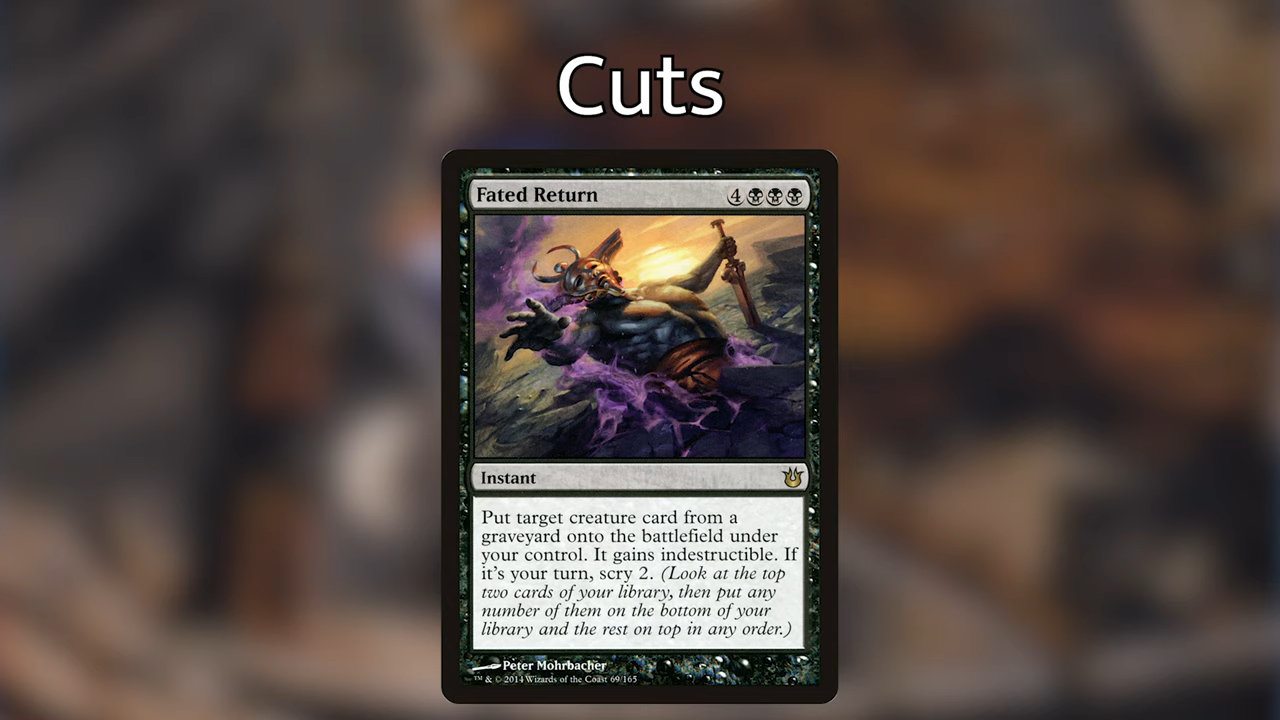 Cuts
Fated Return 4
Instant
Put target creature card from a
graveyard onto the battlefield under
your control. It gains indestructible. If
it's your turn, scry 2. (Look at the top
two cards of your library, then put any
number of them on the bottom of your
library and the rest on top in any order.)
Peter Mohrbacher
™ & © 2014 Wizards of the Coast 69/165